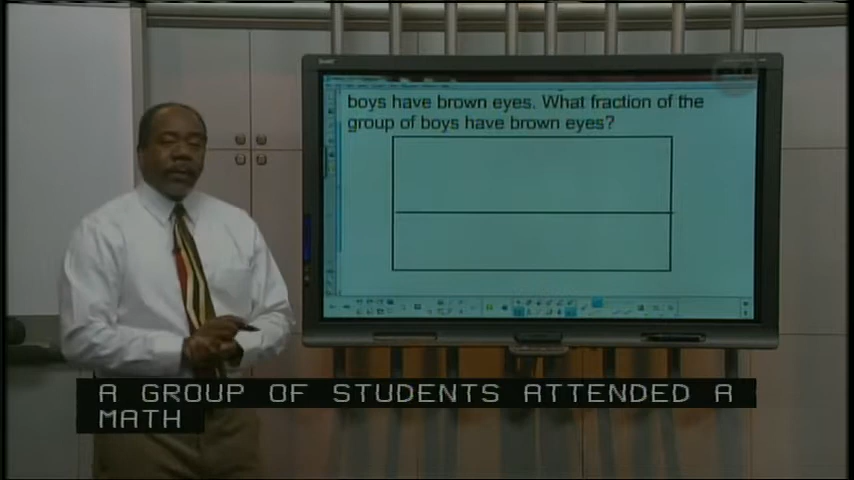 boys have brown eyes. What fraction of the
group of boys have brown eyes?
A GROUP OF STUDENTS ATTENDED A
MATH